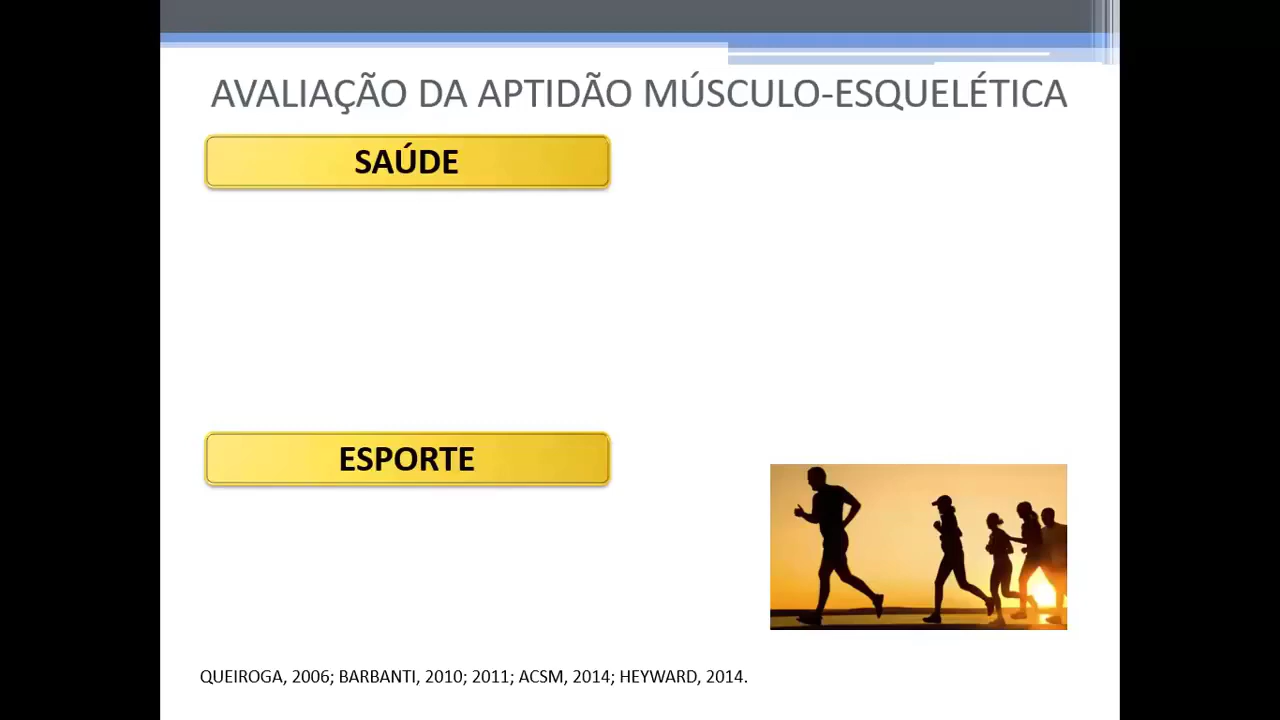 AVALIAÇÃO DA APTIDÃO MÚSCULO-ESQUELÉTICA
SAÚDE
ESPORTE
QUEIROGA, 2006; BARBANTI, 2010; 2011; ACSM, 2014; HEYWARD, 2014.